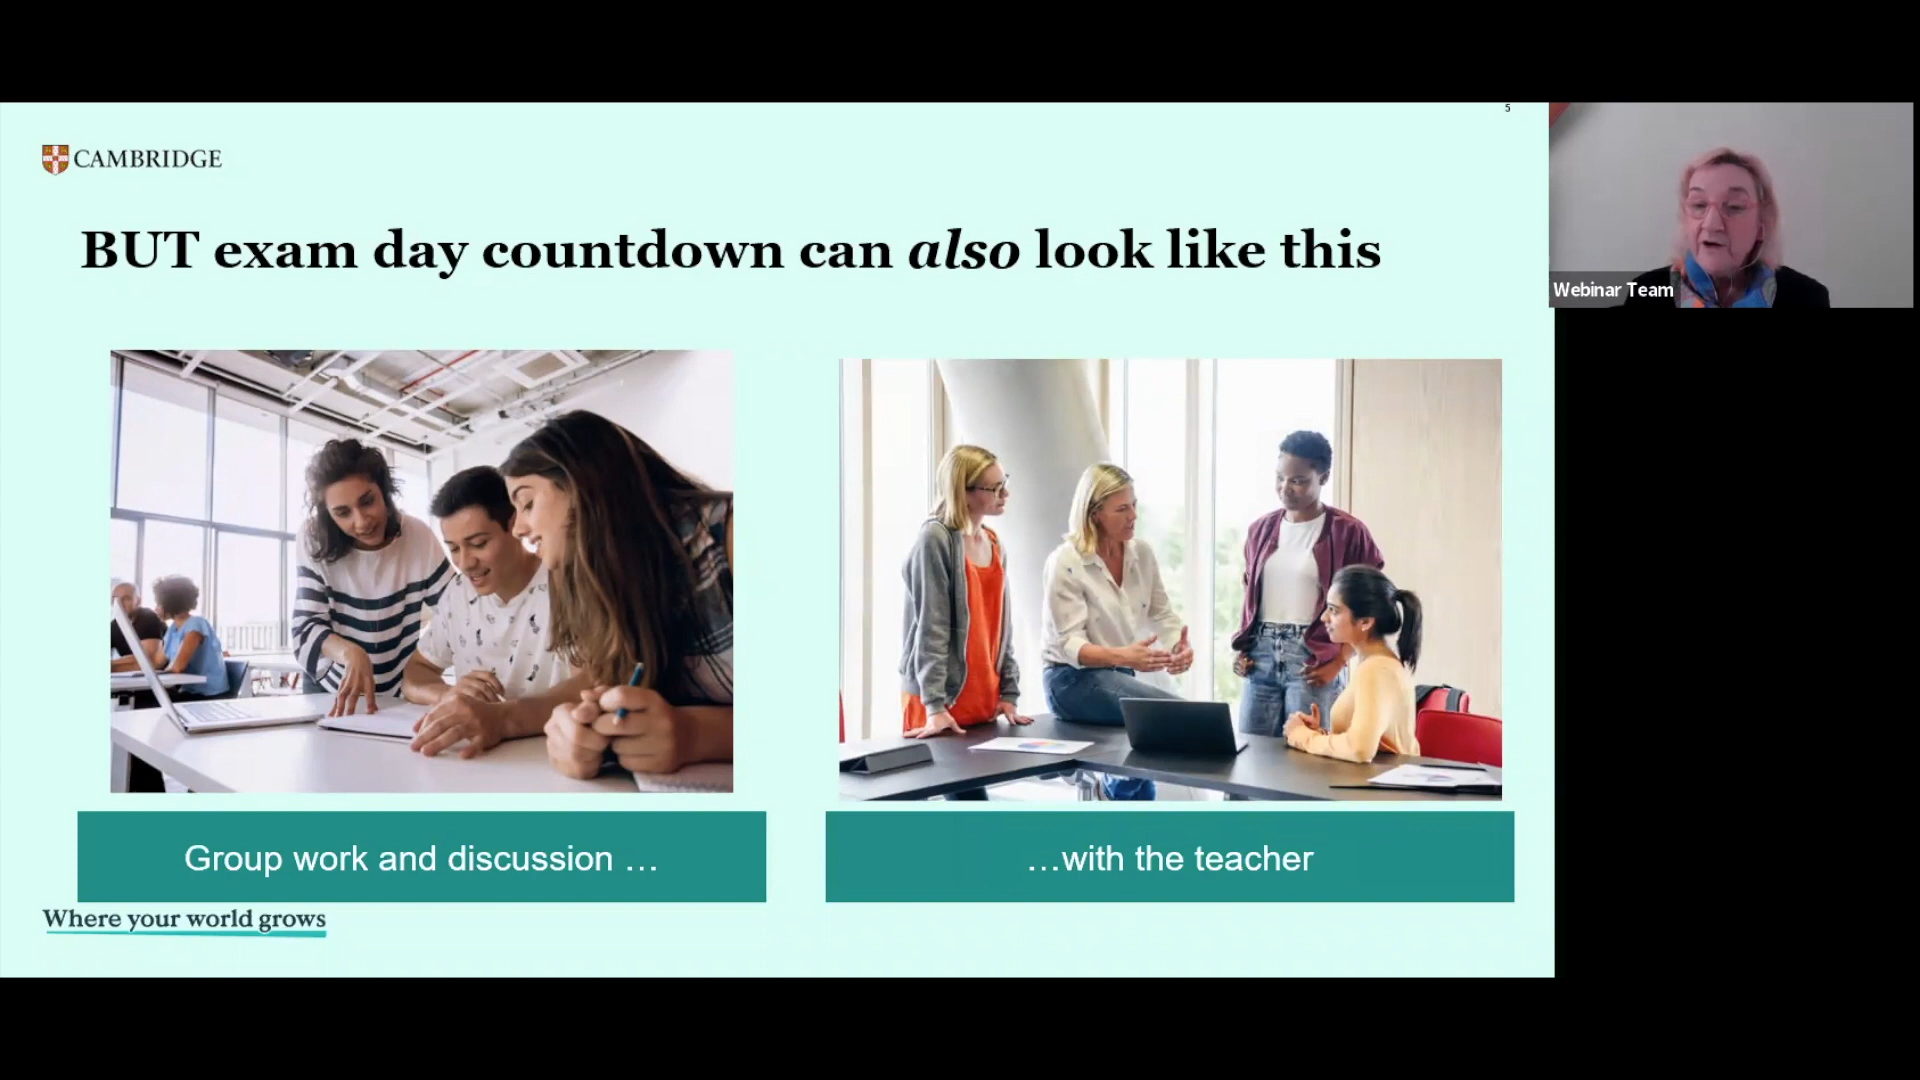 5
CAMBRIDGE
BUT exam day countdown can also look like this
Webinar Team
Group work and discussion …
…with the teacher
Where your world grows